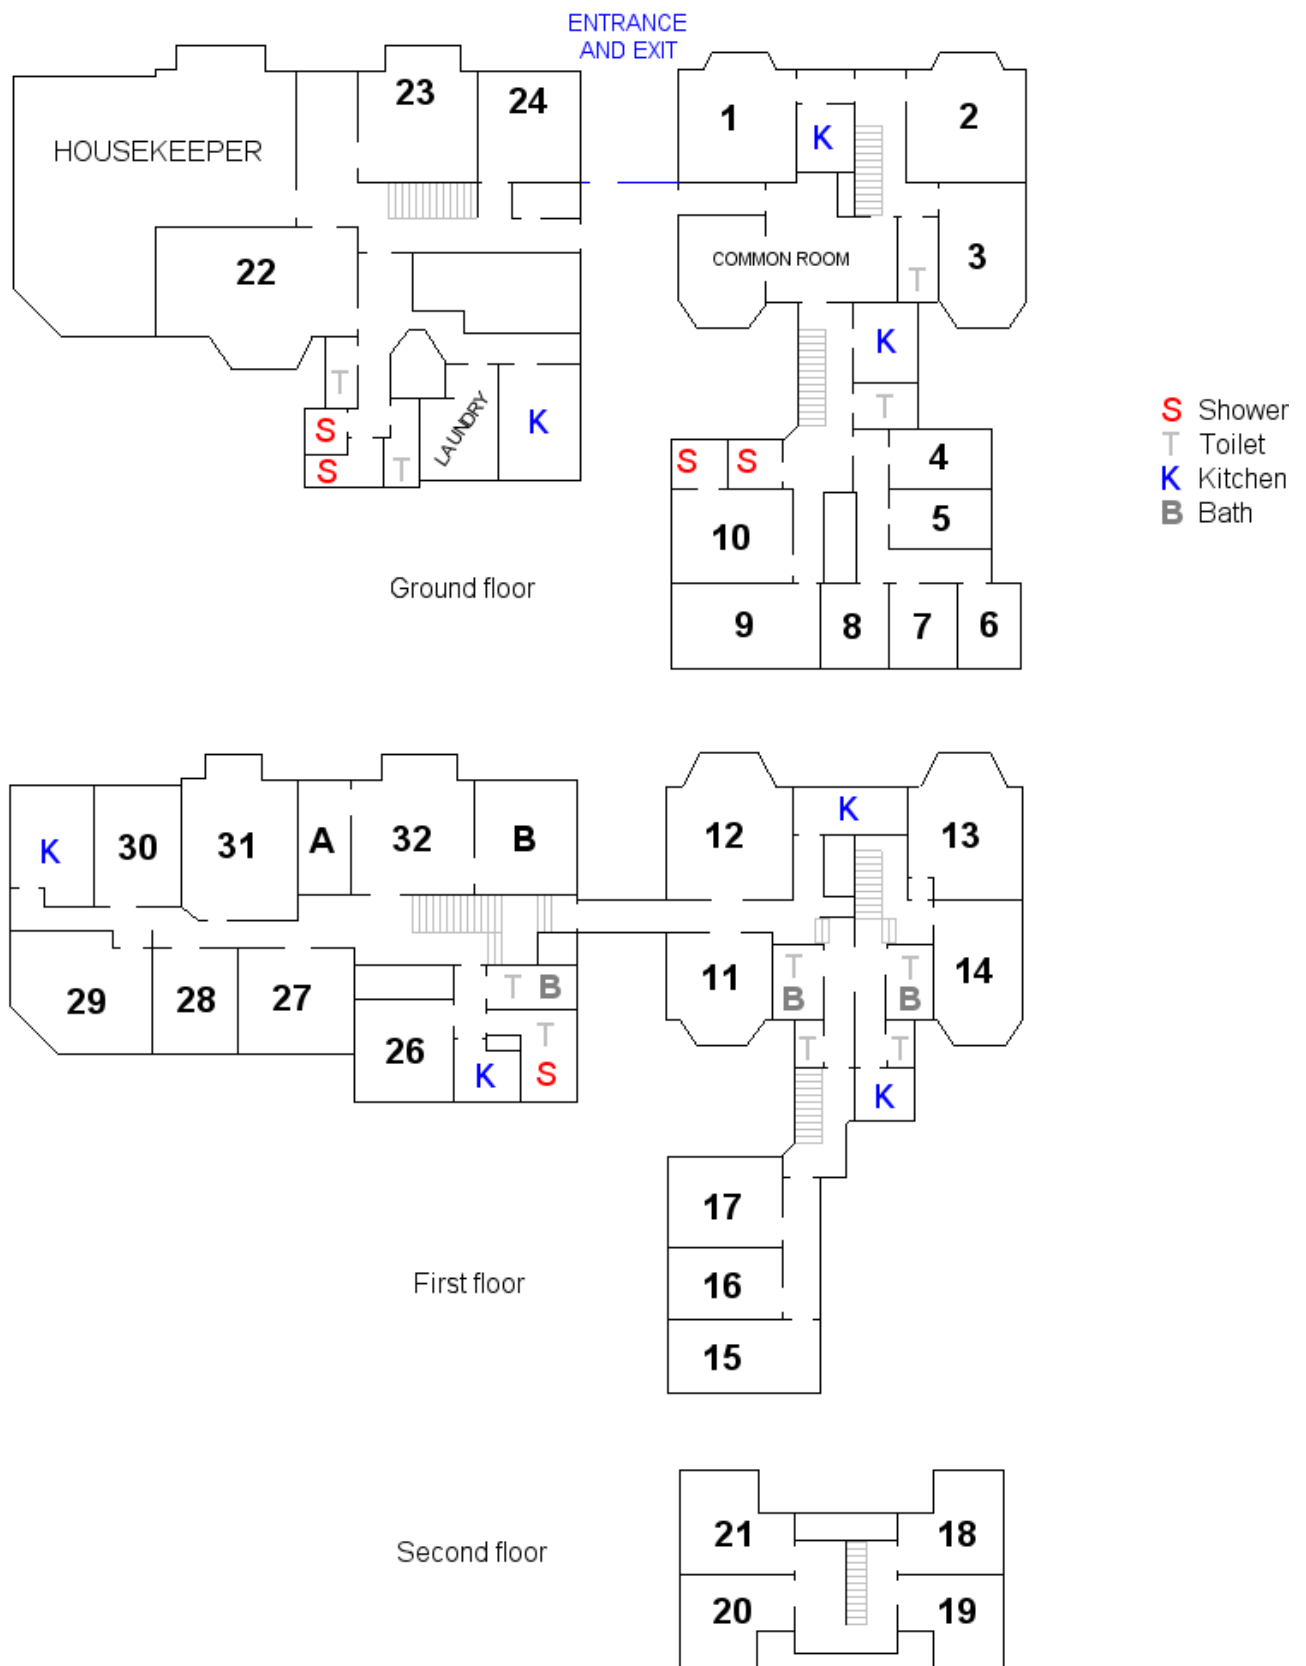 ENTRANCE
AND EXIT
23
24
1
K
2
HOUSEKEEPER
22
COMMON ROOM
T
3
K
T
T
S
S
T
LAUNDRY
K
S
S
4
5
10
9
8
7
6
Ground floor
S Shower
T Toilet
K Kitchen
B Bath
K
30
31
A
32
B
12
K
13
29
28
27
26
T B
T
K
S
11
T
B
T
B
14
T
T
K
17
16
15
First floor
21
18
20
19
Second floor